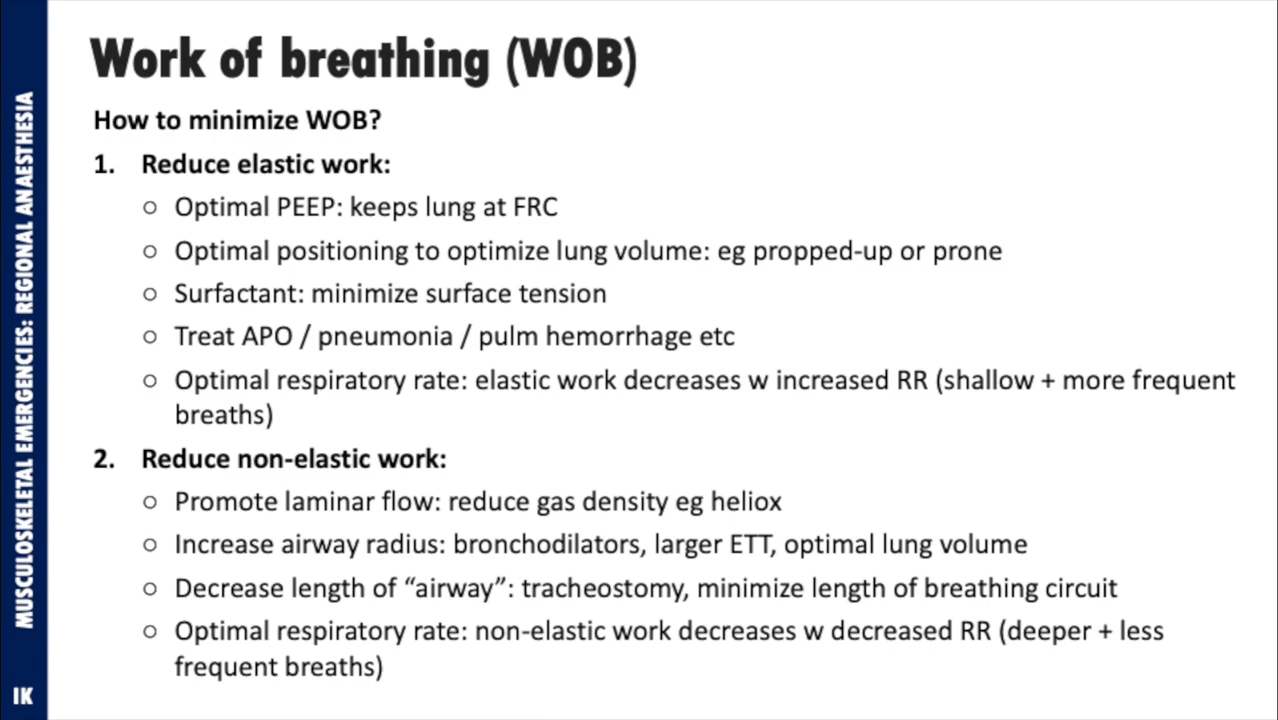 Work of breathing (WOB)
How to minimize WOB?
1. Reduce elastic work:
○ Optimal PEEP: keeps lung at FRC
○ Optimal positioning to optimize lung volume: eg propped-up or prone
○ Surfactant: minimize surface tension
○ Treat APO / pneumonia / pulm hemorrhage etc
○ Optimal respiratory rate: elastic work decreases w increased RR (shallow + more frequent
breaths)
2. Reduce non-elastic work:
○ Promote laminar flow: reduce gas density eg heliox
○ Increase airway radius: bronchodilators, larger ETT, optimal lung volume
○ Decrease length of “airway”: tracheostomy, minimize length of breathing circuit
○ Optimal respiratory rate: non-elastic work decreases w decreased RR (deeper + less
frequent breaths)
MUSCULOSKELETAL EMERGENCIES: REGIONAL ANAESTHESIA
IK